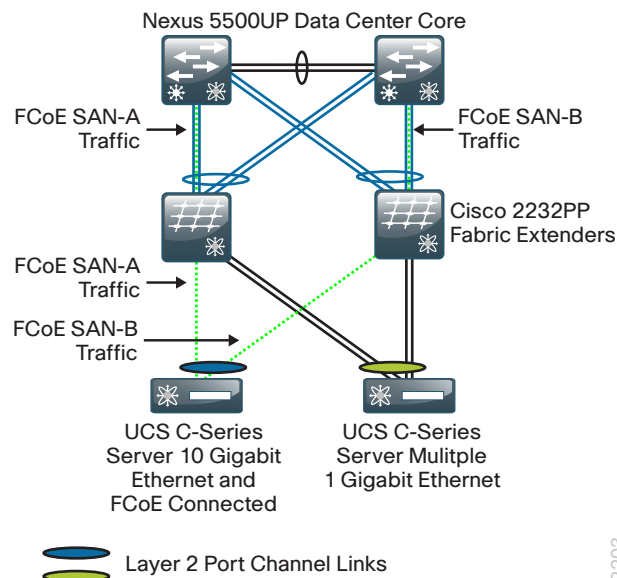 Nexus 5500UP Data Center Core
FCoE SAN-A
Traffic
FCoE SAN-B
Traffic
Cisco 2232PP
Fabric Extenders
FCoE SAN-A
Traffic
FCoE SAN-B
Traffic
UCS C-Series
Server 10 Gigabit
Ethernet and
FCoE Connected
UCS C-Series
Server Mulitple
1 Gigabit Ethernet
Layer 2 Port Channel Links